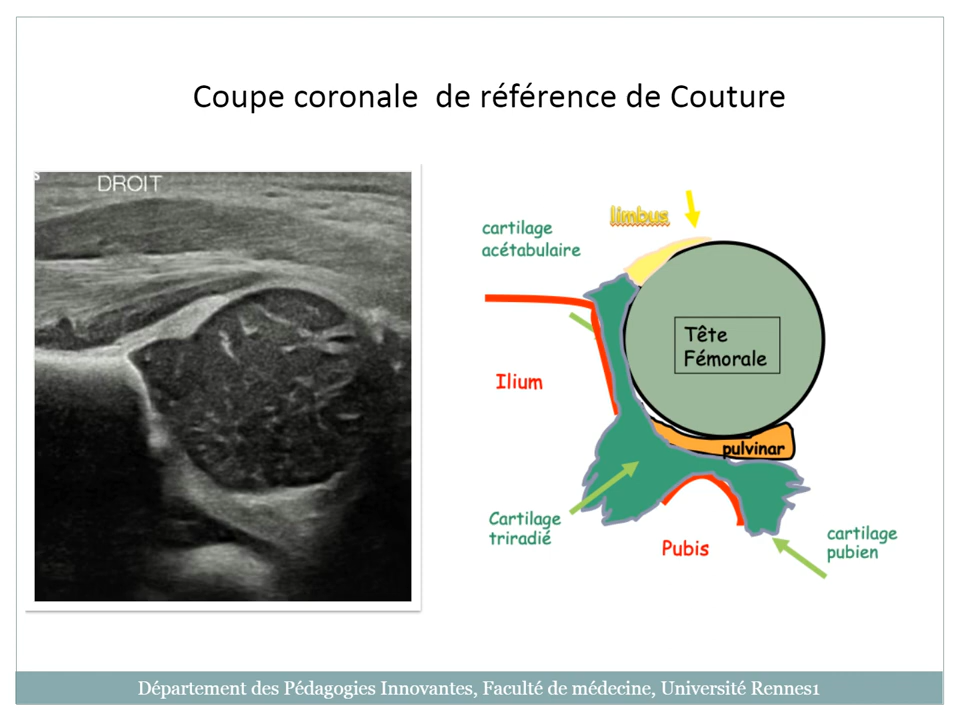 Coupe coronale de référence de Couture
DROIT
limbus
cartilage
acétabulaire
Tête
Fémorale
Ilium
pulvinar
Cartilage
triradié
Pubis
cartilage
pubien
Département des Pédagogies Innovantes, Faculté de médecine, Université Rennes1